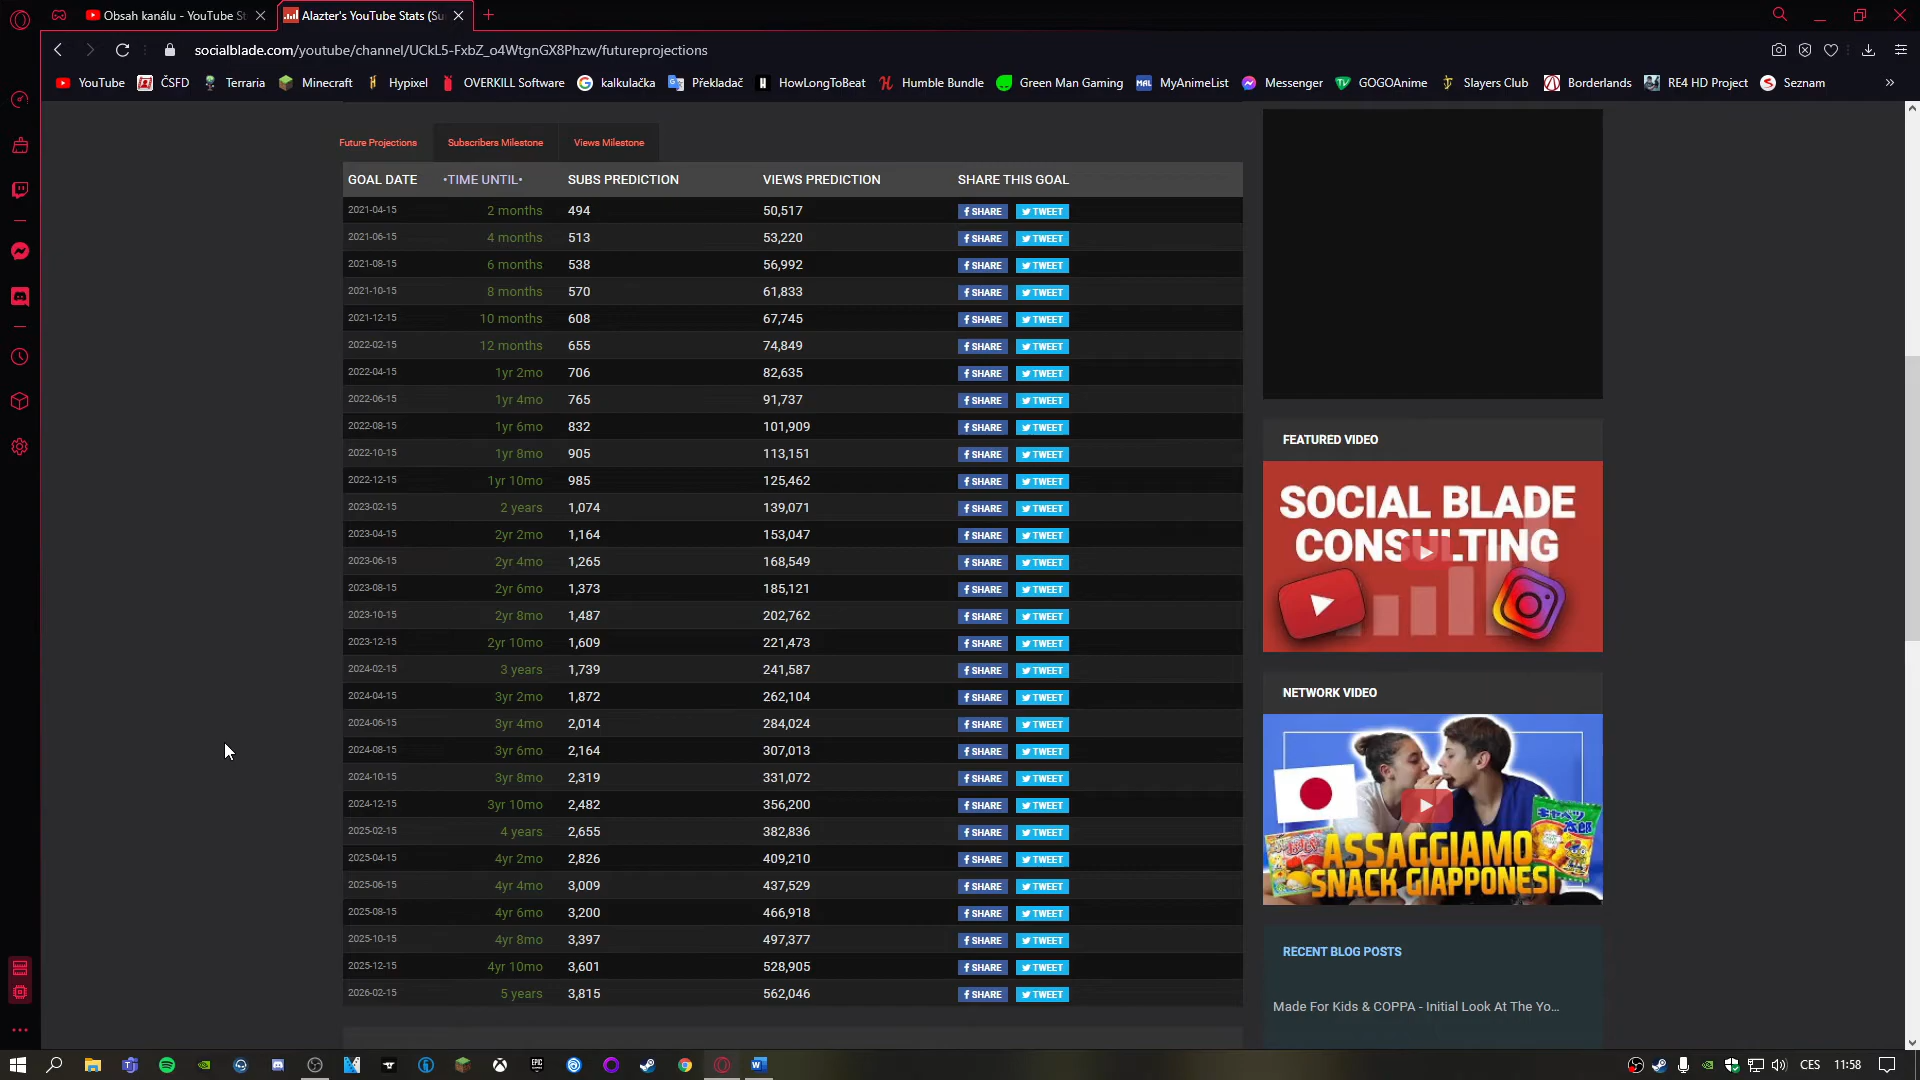 Obsah kanálu - YouTube St
Alazter's YouTube Stats (Su
socialblade.com/youtube/channel/UCkL5-FxbZ_o4WtgnGX8Phzw/futureprojections
YouTube ČSFD Terraria Minecraft Hypixel OVERKILL Software kalkulačka Překladač HowLongToBeat Humble Bundle Green Man Gaming MyAnimeList Messenger GOGOAnime Slayers Club Borderlands RE4 HD Project Seznam »
Future Projections Subscribers Milestone Views Milestone
GOAL DATE •TIME UNTIL• SUBS PREDICTION VIEWS PREDICTION SHARE THIS GOAL
2021-04-15 2 months 494 50,517 SHARE TWEET
2021-06-15 4 months 513 53,220 SHARE TWEET
2021-08-15 6 months 538 56,992 SHARE TWEET
2021-10-15 8 months 570 61,833 SHARE TWEET
2021-12-15 10 months 608 67,745 SHARE TWEET
2022-02-15 12 months 655 74,849 SHARE TWEET
2022-04-15 1yr 2mo 706 82,635 SHARE TWEET
2022-06-15 1yr 4mo 765 91,737 SHARE TWEET
2022-08-15 1yr 6mo 832 101,909 SHARE TWEET
2022-10-15 1yr 8mo 905 113,151 SHARE TWEET
2022-12-15 1yr 10mo 985 125,462 SHARE TWEET
2023-02-15 2 years 1,074 139,071 SHARE TWEET
2023-04-15 2yr 2mo 1,164 153,047 SHARE TWEET
2023-06-15 2yr 4mo 1,265 168,549 SHARE TWEET
2023-08-15 2yr 6mo 1,373 185,121 SHARE TWEET
2023-10-15 2yr 8mo 1,487 202,762 SHARE TWEET
2023-12-15 2yr 10mo 1,609 221,473 SHARE TWEET
2024-02-15 3 years 1,739 241,587 SHARE TWEET
2024-04-15 3yr 2mo 1,872 262,104 SHARE TWEET
2024-06-15 3yr 4mo 2,014 284,024 SHARE TWEET
2024-08-15 3yr 6mo 2,164 307,013 SHARE TWEET
2024-10-15 3yr 8mo 2,319 331,072 SHARE TWEET
2024-12-15 3yr 10mo 2,482 356,200 SHARE TWEET
2025-02-15 4 years 2,655 382,836 SHARE TWEET
2025-04-15 4yr 2mo 2,826 409,210 SHARE TWEET
2025-06-15 4yr 4mo 3,009 437,529 SHARE TWEET
2025-08-15 4yr 6mo 3,200 466,918 SHARE TWEET
2025-10-15 4yr 8mo 3,397 497,377 SHARE TWEET
2025-12-15 4yr 10mo 3,601 528,905 SHARE TWEET
2026-02-15 5 years 3,815 562,046 SHARE TWEET
FEATURED VIDEO
SOCIAL BLADE
CONSULTING
NETWORK VIDEO
ASSAGGIAMO
SNACK GIAPPONESI
RECENT BLOG POSTS
Made For Kids & COPPA - Initial Look At The Yo...
CES 11:58